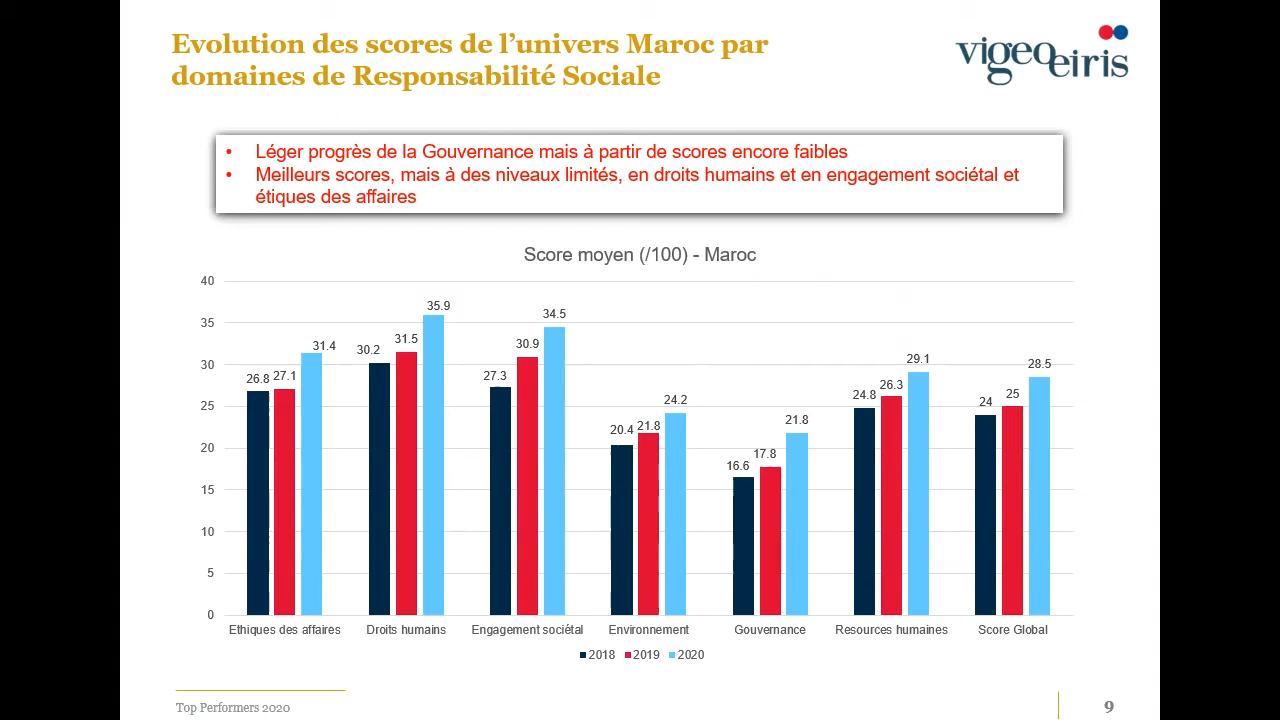 Evolution des scores de l’univers Maroc par
domaines de Responsabilité Sociale
vigeoeiris
• Léger progrès de la Gouvernance mais à partir de scores encore faibles
• Meilleurs scores, mais à des niveaux limités, en droits humains et en engagement sociétal et
étiques des affaires
Score moyen (/100) - Maroc
40
35
30
25
20
15
10
5
0
26.8 27.1 31.4
30.2 31.5 35.9
27.3 30.9 34.5
20.4 21.8 24.2
16.6 17.8 21.8
24.8 26.3 29.1
24 25 28.5
Ethiques des affaires Droits humains Engagement sociétal Environnement Gouvernance Resources humaines Score Global
2018 2019 2020
Top Performers 2020
9